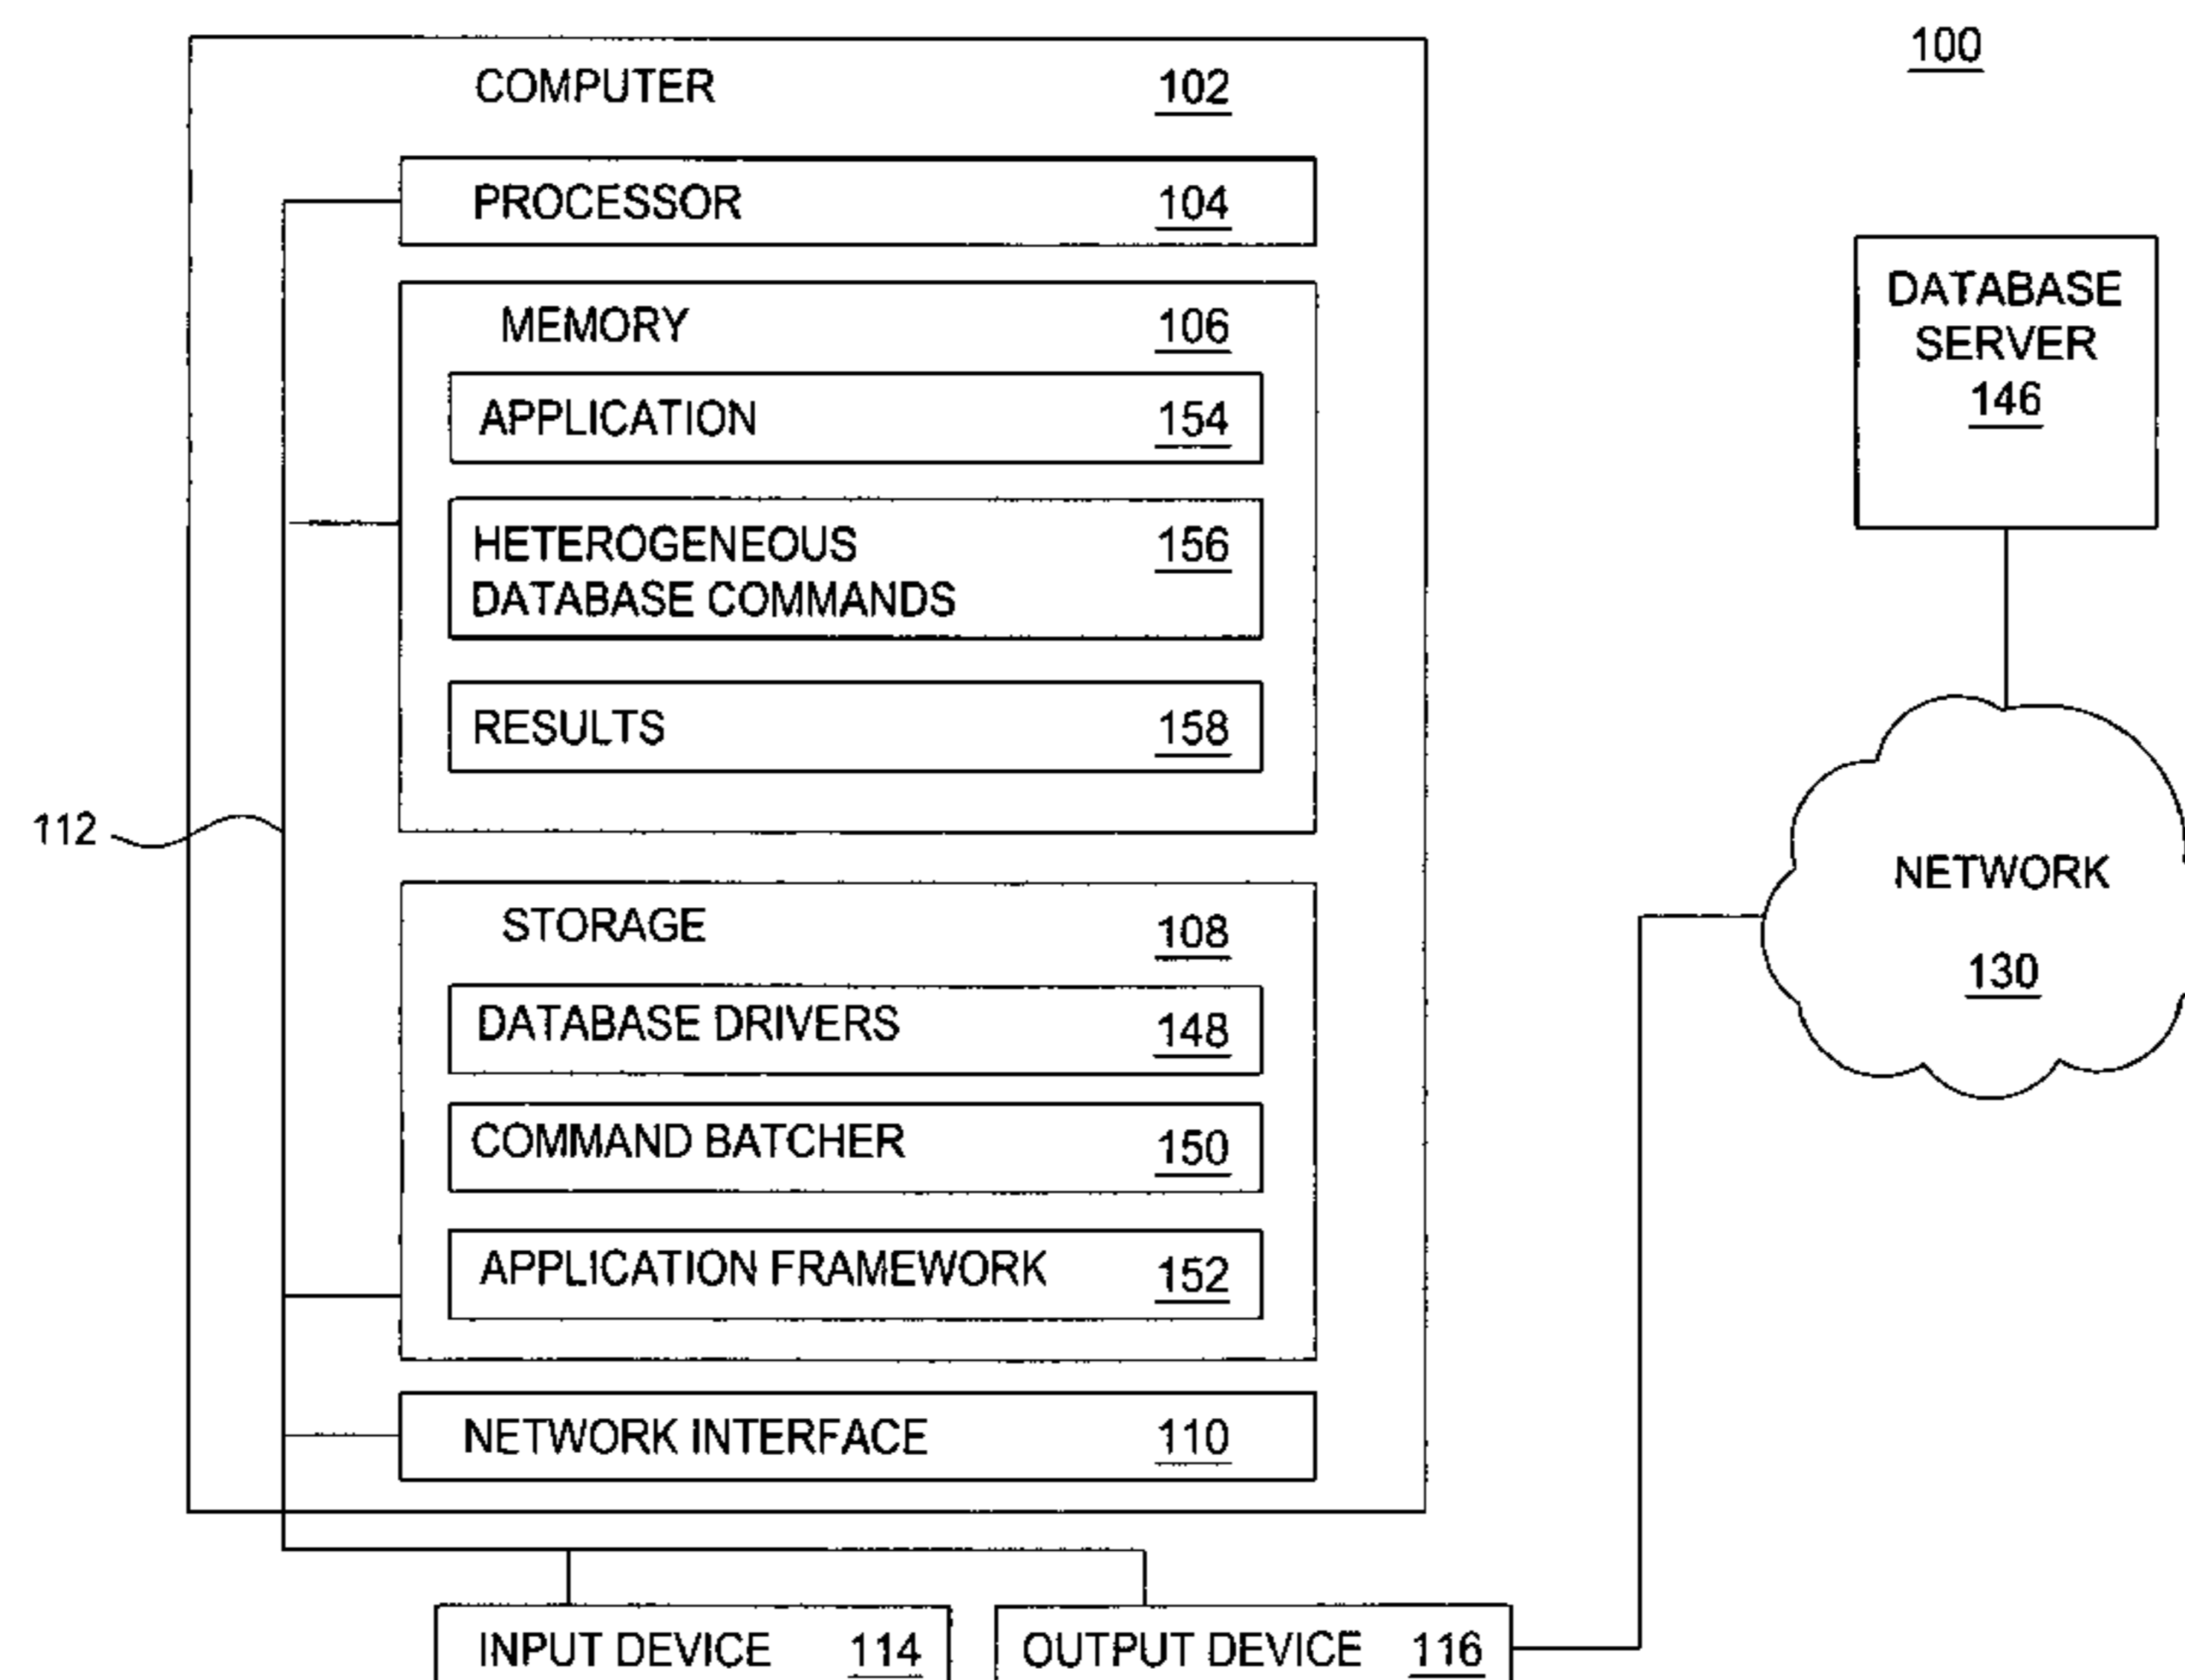 100
COMPUTER 102
PROCESSOR 104
MEMORY 106
APPLICATION 154
HETEROGENEOUS 156
DATABASE COMMANDS
RESULTS 158
112
STORAGE 108
DATABASE DRIVERS 148
COMMAND BATCHER 150
APPLICATION FRAMEWORK 152
NETWORK INTERFACE 110
INPUT DEVICE 114
OUTPUT DEVICE 116
DATABASE
SERVER
146
NETWORK
130